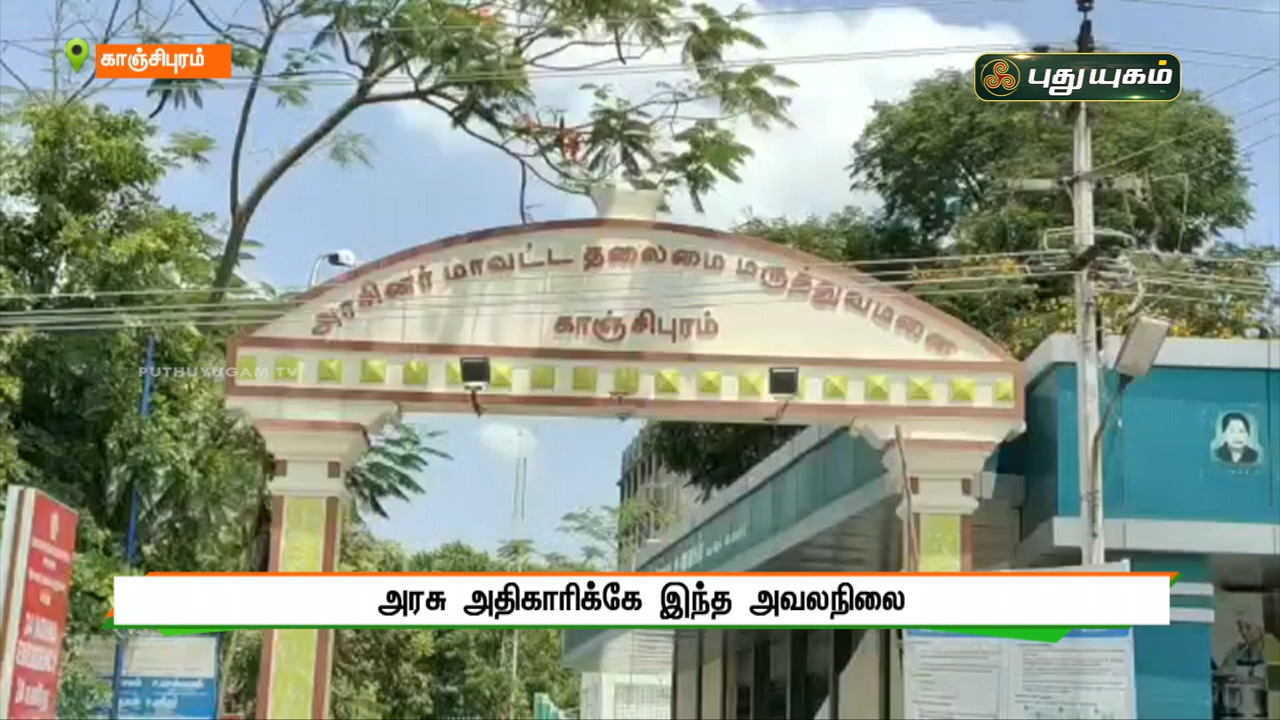 காஞ்சிபுரம்
புதுயுகம்
அரசினர் மாவட்ட தலைமை மருத்துவமனை
காஞ்சிபுரம்
PUTHUYUGAM TV
அரசு அதிகாரிக்கே இந்த அவலநிலை